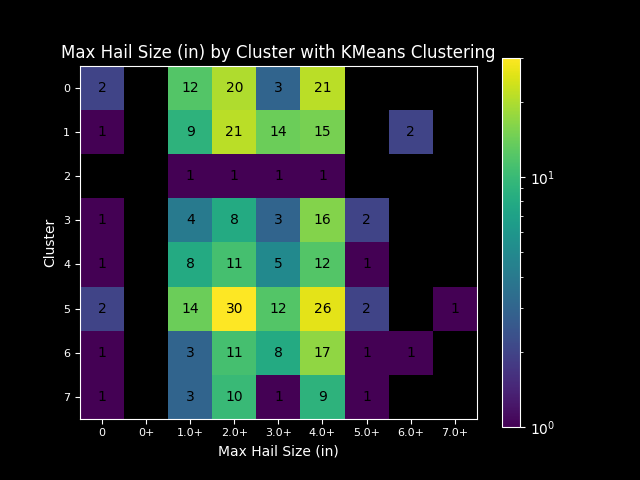 Max Hail Size (in) by Cluster with KMeans Clustering
0 2 12 20 3 21
1 1 9 21 14 15 2
2 1 1 1 1
3 1 4 8 3 16 2
4 1 8 11 5 12 1
5 2 14 30 12 26 2 1
6 1 3 11 8 17 1 1
7 1 3 10 1 9 1
0 0+ 1.0+ 2.0+ 3.0+ 4.0+ 5.0+ 6.0+ 7.0+
Max Hail Size (in)
Cluster
10¹
10⁰